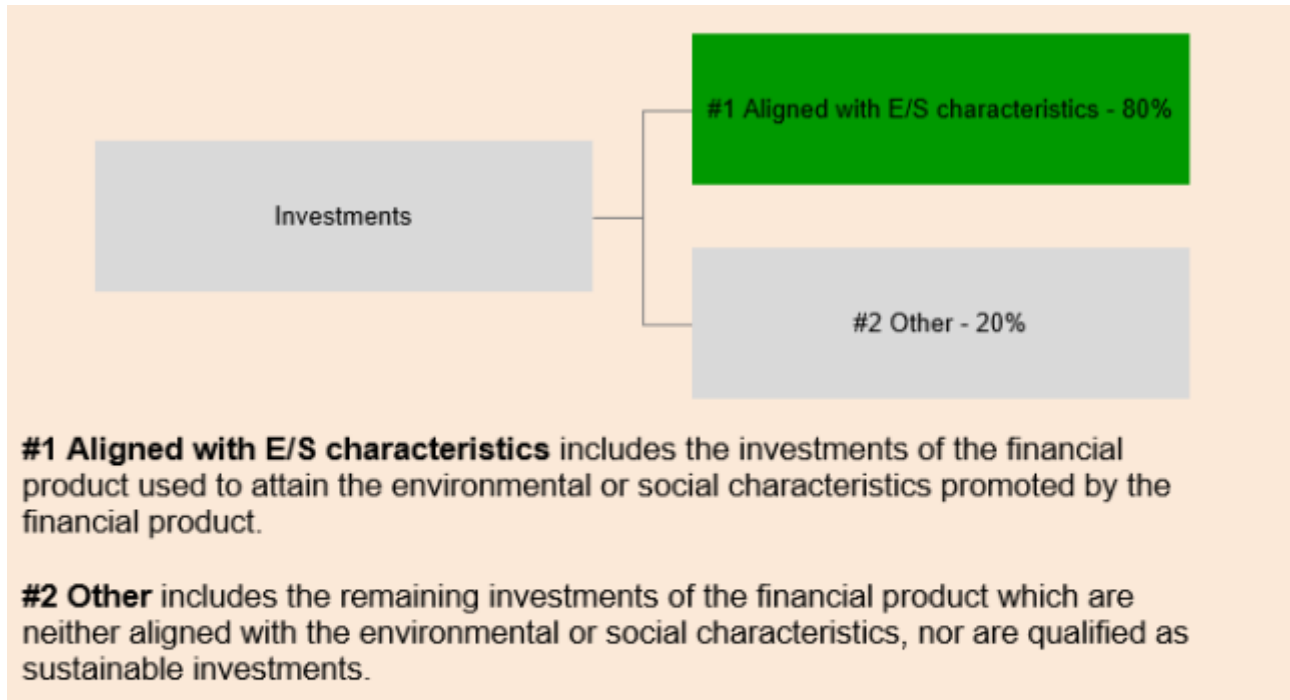 #1 Aligned with E/S characteristics - 80%
Investments
#2 Other - 20%
#1 Aligned with E/S characteristics includes the investments of the financial
product used to attain the environmental or social characteristics promoted by the
financial product.
#2 Other includes the remaining investments of the financial product which are
neither aligned with the environmental or social characteristics, nor are qualified as
sustainable investments.